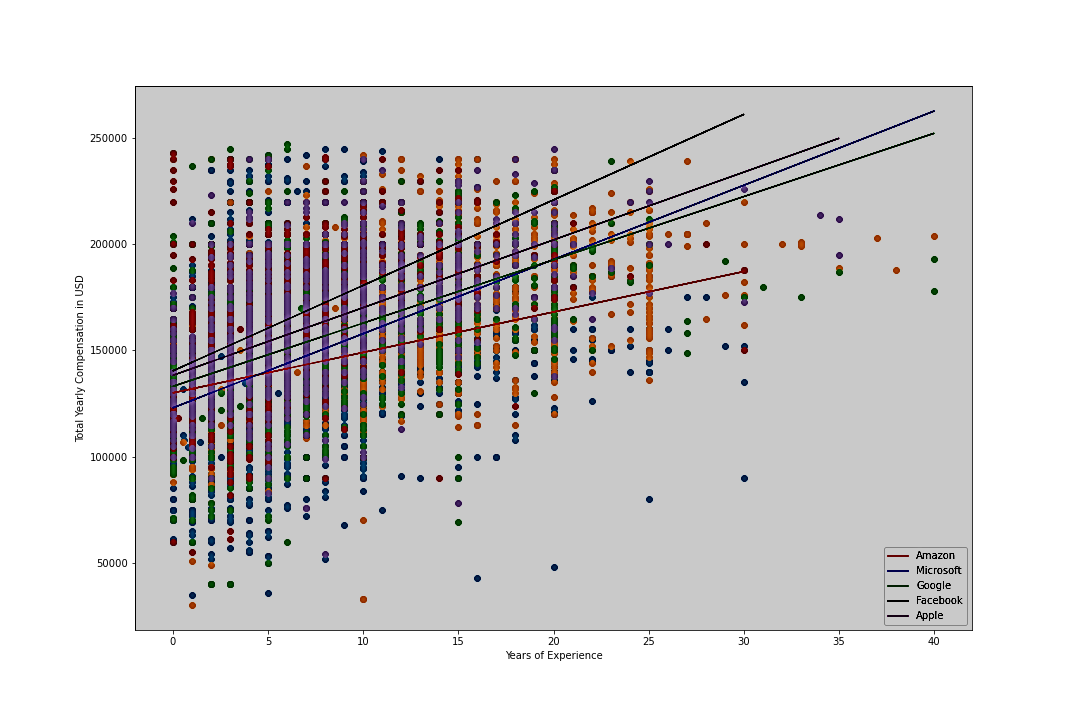 250000
200000
150000
100000
50000
Total Yearly Compensation in USD
0 5 10 15 20 25 30 35 40
Years of Experience
Amazon
Microsoft
Google
Facebook
Apple